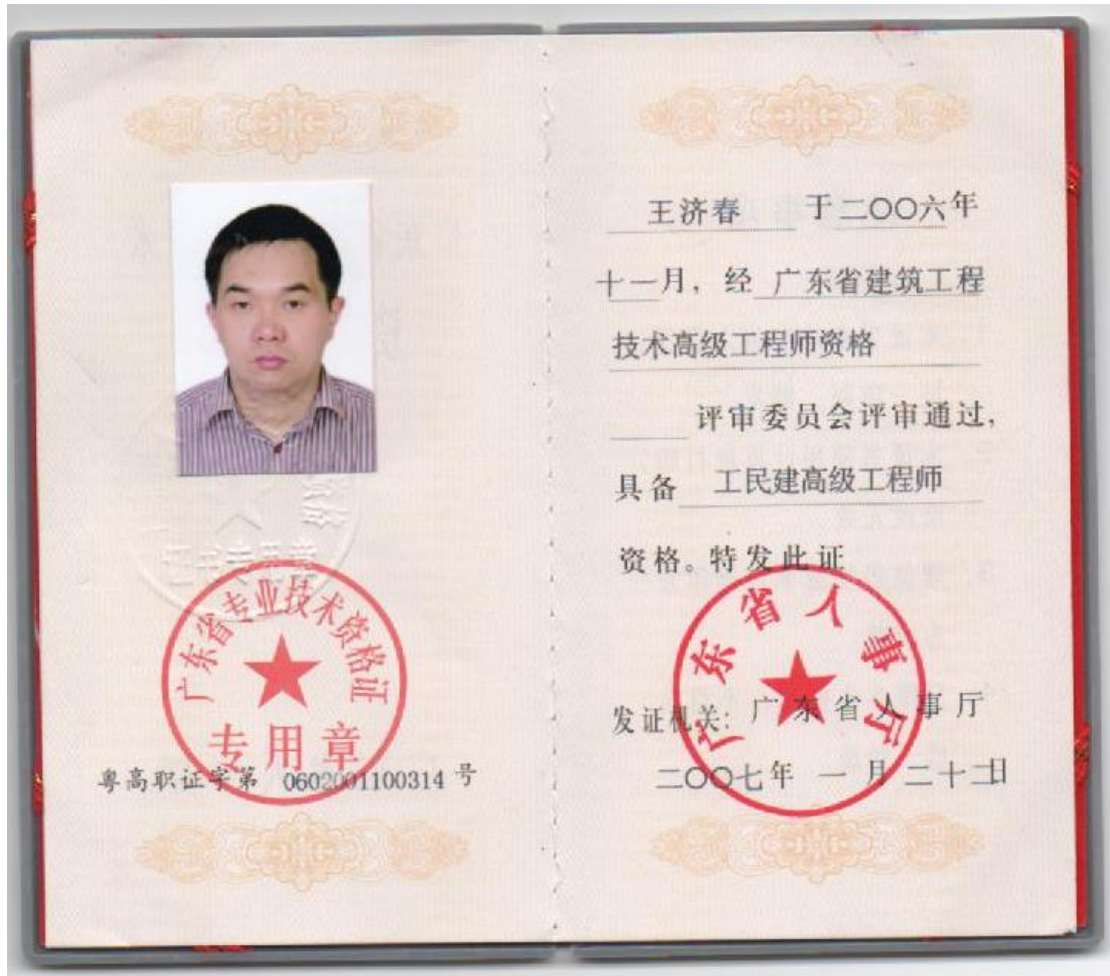 广东省专业技术资格证
专用章
粤高职证字第 0602001100314 号
王济春 于二〇〇六年
十一月，经 广东省建筑工程
技术高级工程师资格
评审委员会评审通过，
具备 工民建高级工程师
资格。特发此证
广东省人事厅
发证机关：广东省人事厅
二〇〇七年 一 月 二十二日